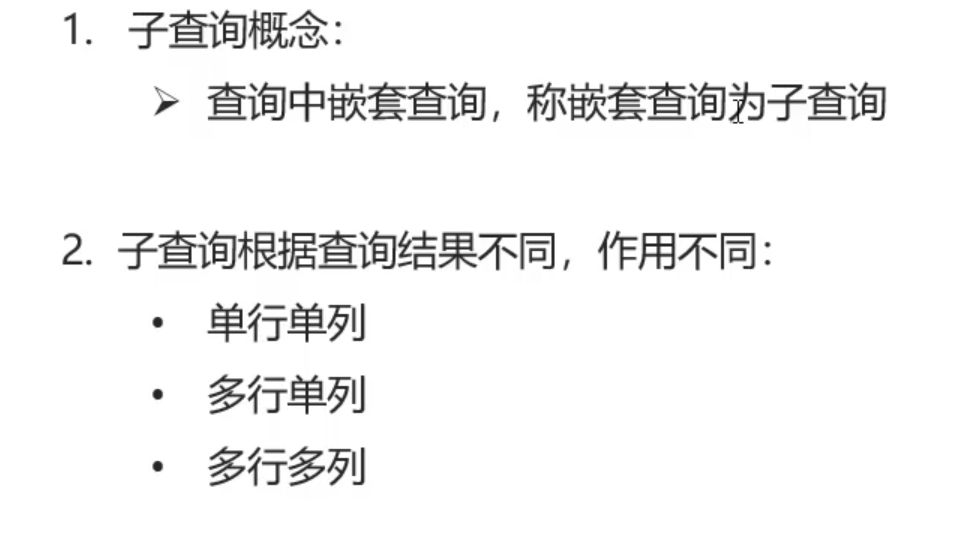 1. 子查询概念：
➢ 查询中嵌套查询，称嵌套查询为子查询
2. 子查询根据查询结果不同，作用不同：
• 单行单列
• 多行单列
• 多行多列